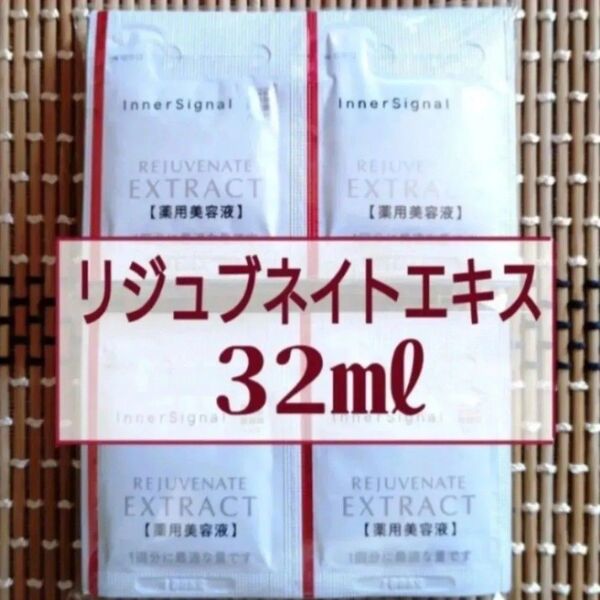 InnerSignal
REJUVENATE
EXTRACT
【薬用美容液】
InnerSignal
REJUVENATE
EXTRACT
【薬用美容液】
リジュブネイトエキス
32㎖
InnerSignal
REJUVENATE
EXTRACT
【薬用美容液】
1回分に最適な量です
InnerSignal
REJUVENATE
EXTRACT
【薬用美容液】
1回分に最適な量です